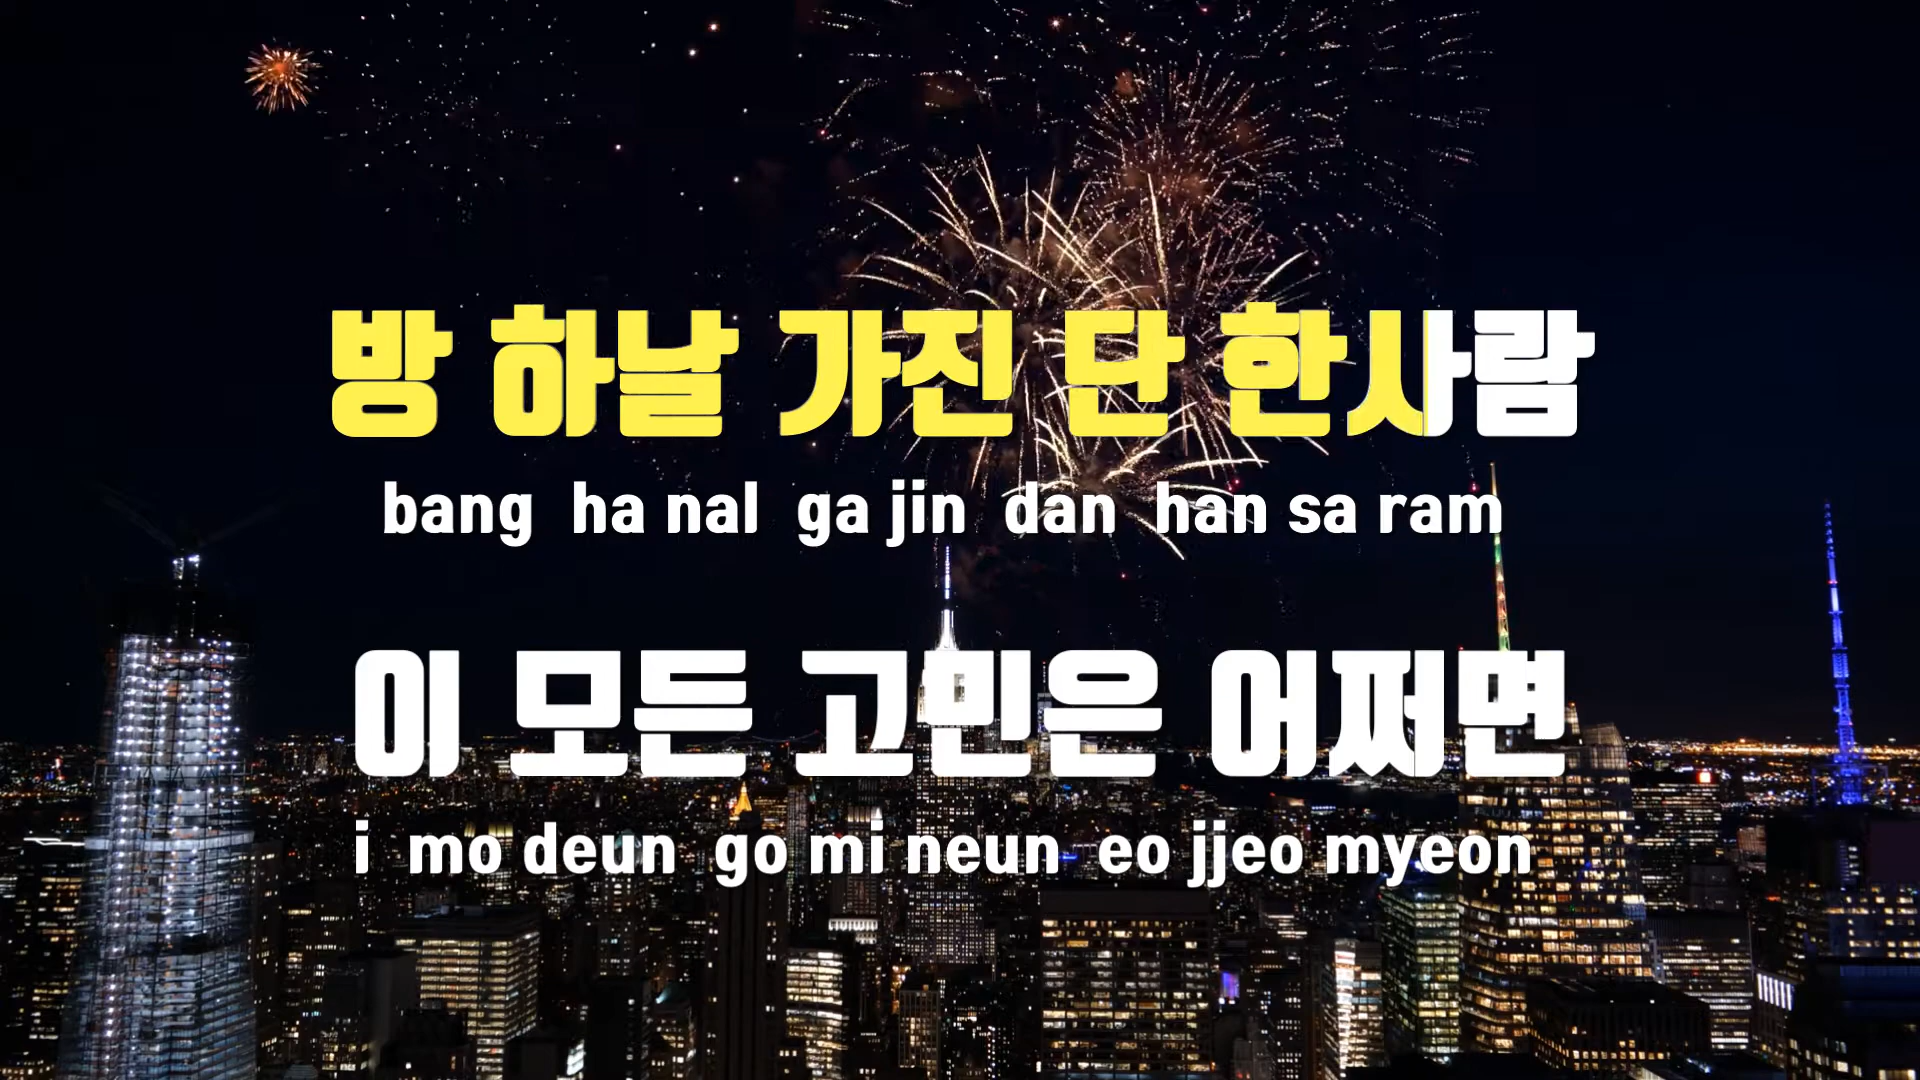 방 하날 가진 단 한사람
bang ha nal ga jin dan han sa ram
이 모든 고민은 어쩌면
i mo deun go mi neun eo jjeo myeon